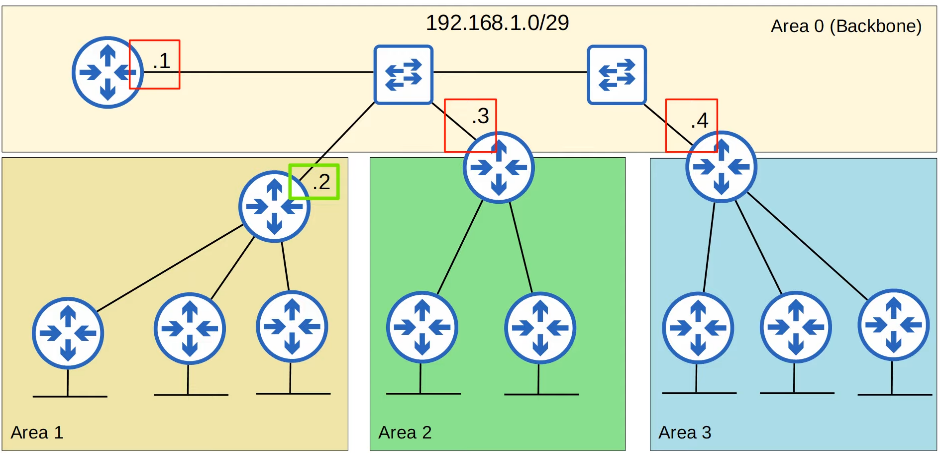 192.168.1.0/29
Area 0 (Backbone)
.1
.3
.4
.2
Area 1
Area 2
Area 3